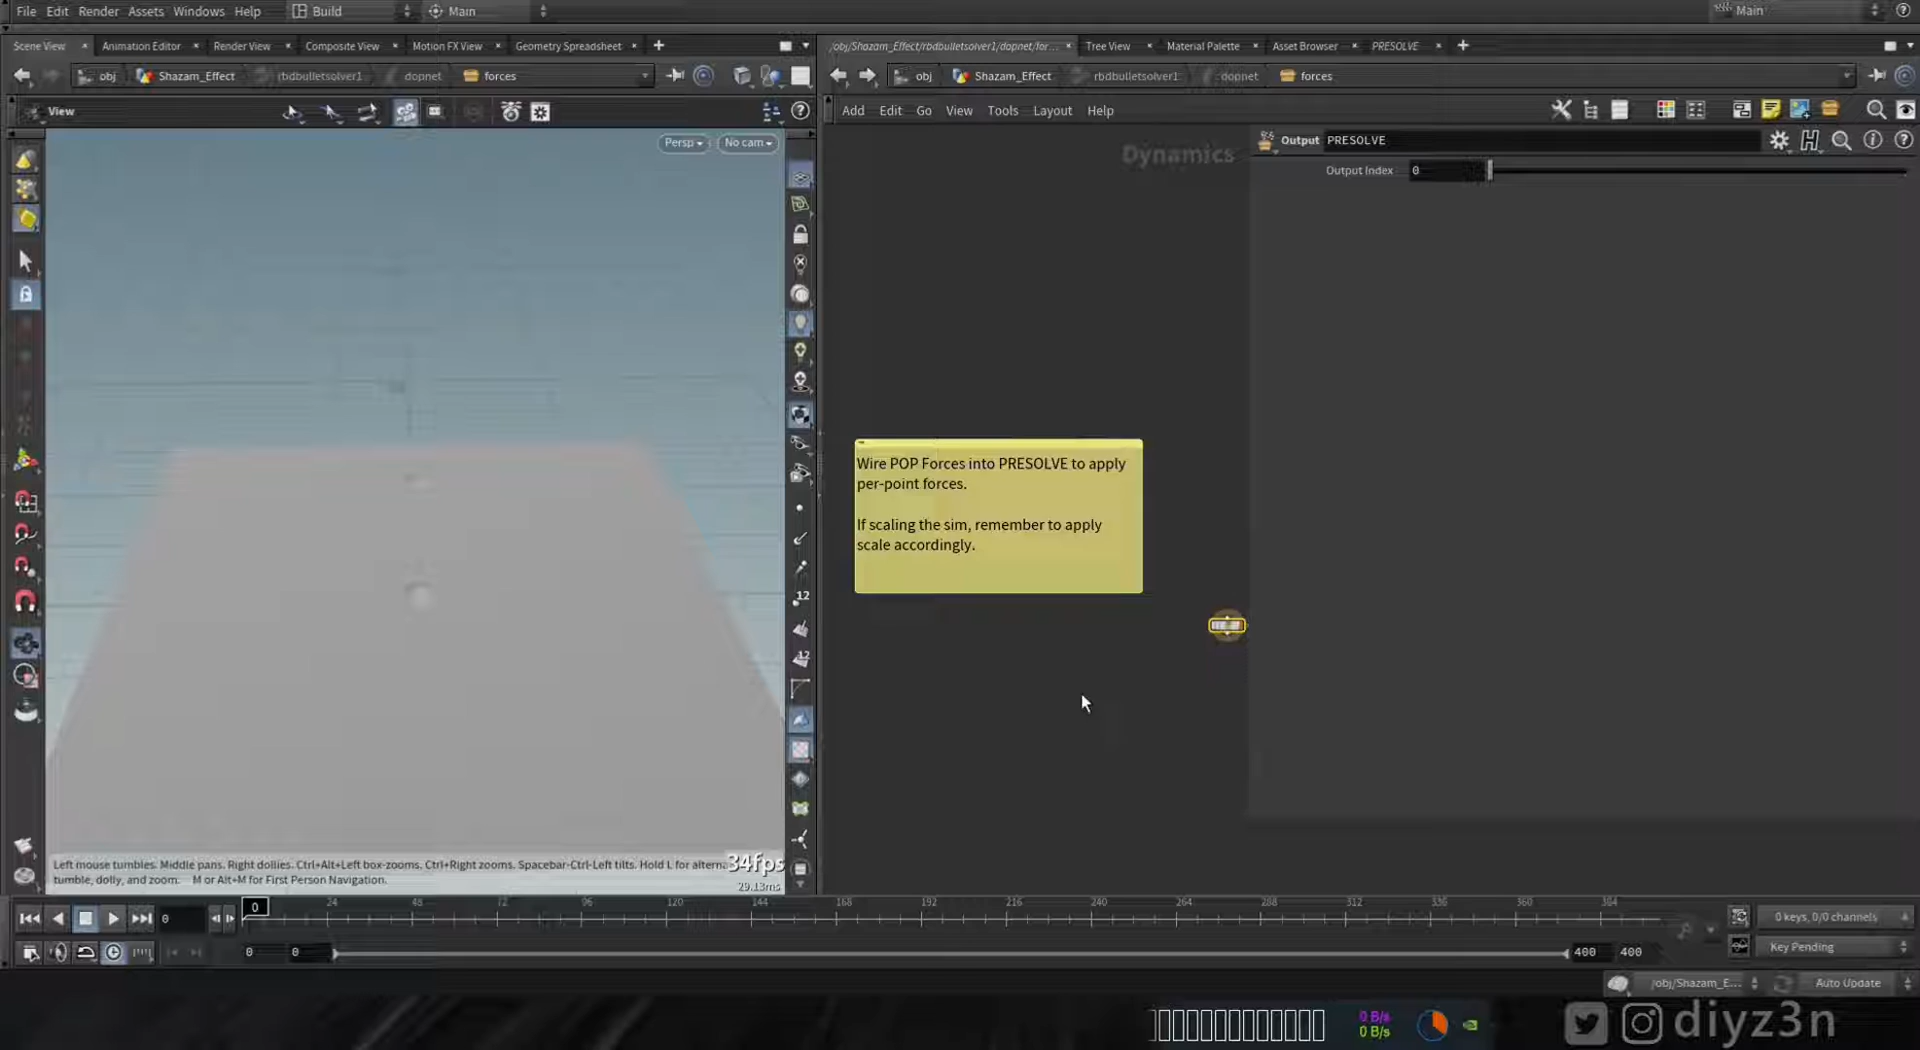 File Edit Render Assets Windows Help Build Main Main
Scene View Animation Editor Render View Composite View Motion FX View Geometry Spreadsheet
/obj/Shazam_Effect/rbdbulletsolver1/dopnet/for... Tree View Material Palette Asset Browser PRESOLVE
obj Shazam_Effect rbdbulletsolver1 dopnet forces
obj Shazam_Effect rbdbulletsolver1 dopnet forces
View
Add Edit Go View Tools Layout Help
Persp No cam
Dynamics
Output PRESOLVE
Output Index 0
Wire POP Forces into PRESOLVE to apply
per-point forces.
If scaling the sim, remember to apply
scale accordingly.
12
12
Left mouse tumbles. Middle pans. Right dollies. Ctrl+Alt+Left box-zooms. Ctrl+Right zooms. Spacebar-Ctrl-Left tilts. Hold L for alterna
tumble, dolly, and zoom. M or Alt+M for First Person Navigation.
34fps
29.13ms
0 0 24 48 72 96 120 144 168 192 216 240 264 288 312 336 360 384
0 keys, 0/0 channels
0 0 400 400
Key Pending
/obj/Shazam_E... Auto Update
0 B/s
0 B/s
diyz3n